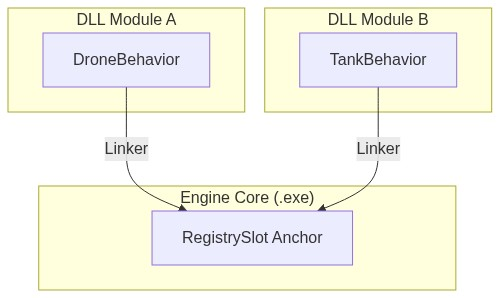 DLL Module A
DLL Module B
DroneBehavior
TankBehavior
Linker
Linker
Engine Core (.exe)
RegistrySlot Anchor